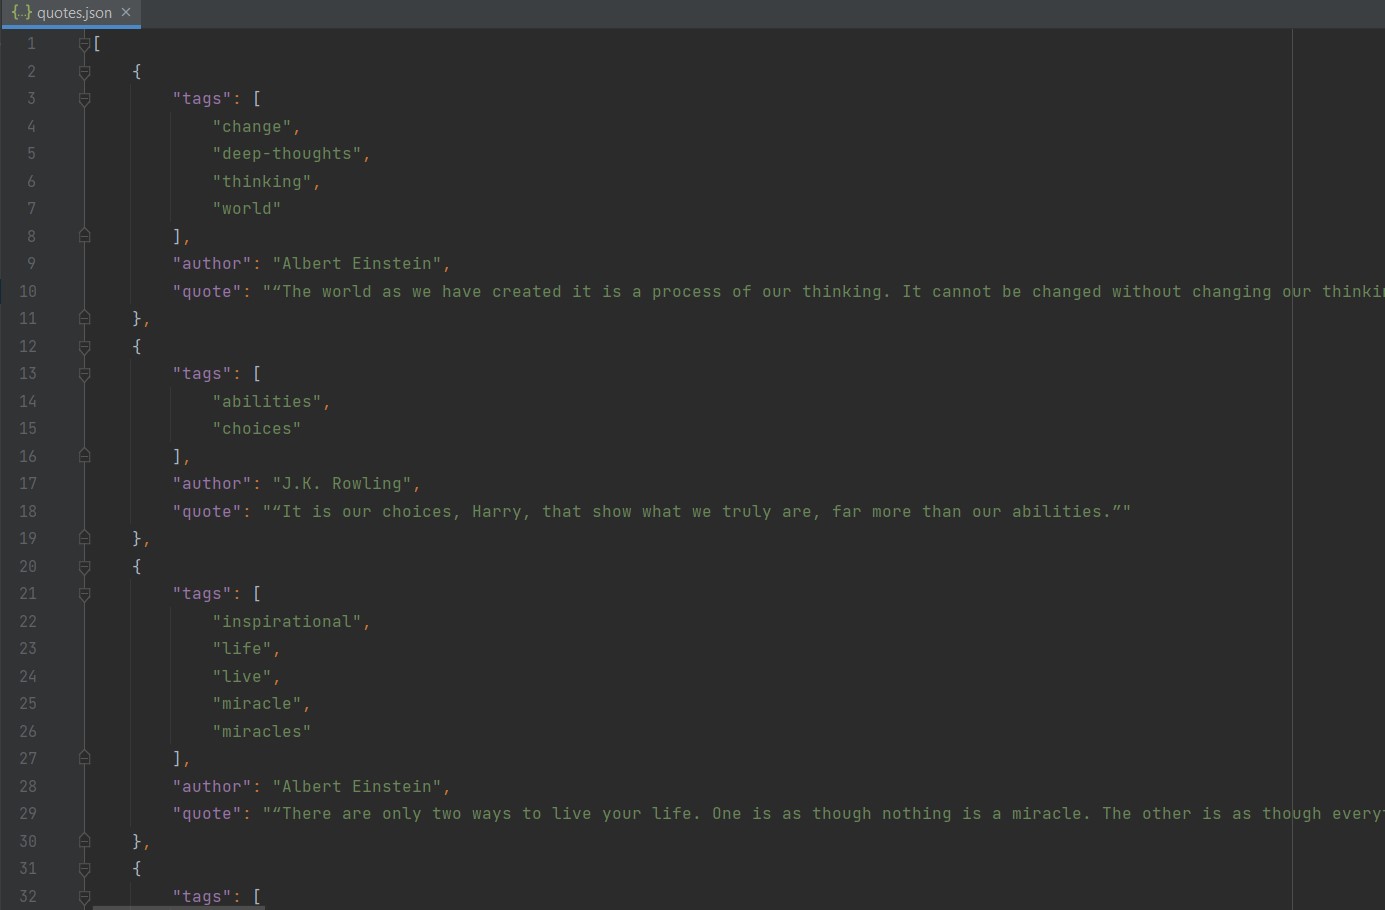 {..} quotes.json ×
1 [
2 {
3 "tags": [
4 "change",
5 "deep-thoughts",
6 "thinking",
7 "world"
8 ],
9 "author": "Albert Einstein",
10 "quote": "“The world as we have created it is a process of our thinking. It cannot be changed without changing our thinki
11 },
12 {
13 "tags": [
14 "abilities",
15 "choices"
16 ],
17 "author": "J.K. Rowling",
18 "quote": "“It is our choices, Harry, that show what we truly are, far more than our abilities.”"
19 },
20 {
21 "tags": [
22 "inspirational",
23 "life",
24 "live",
25 "miracle",
26 "miracles"
27 ],
28 "author": "Albert Einstein",
29 "quote": "“There are only two ways to live your life. One is as though nothing is a miracle. The other is as though every
30 },
31 {
32 "tags": [